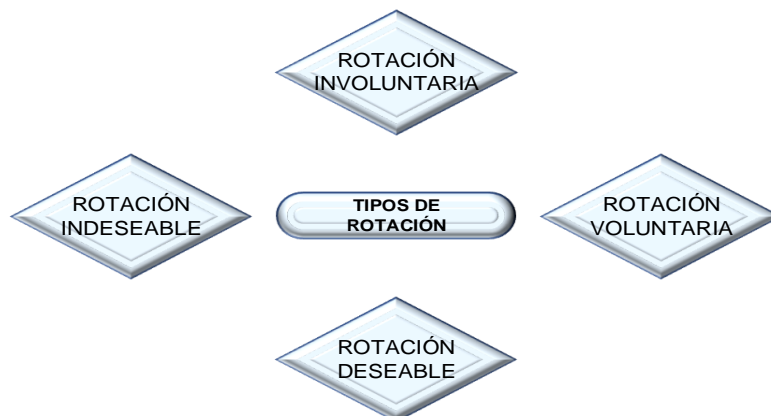 ROTACIÓN
INVOLUNTARIA
ROTACIÓN
INDESEABLE
TIPOS DE
ROTACIÓN
ROTACIÓN
VOLUNTARIA
ROTACIÓN
DESEABLE